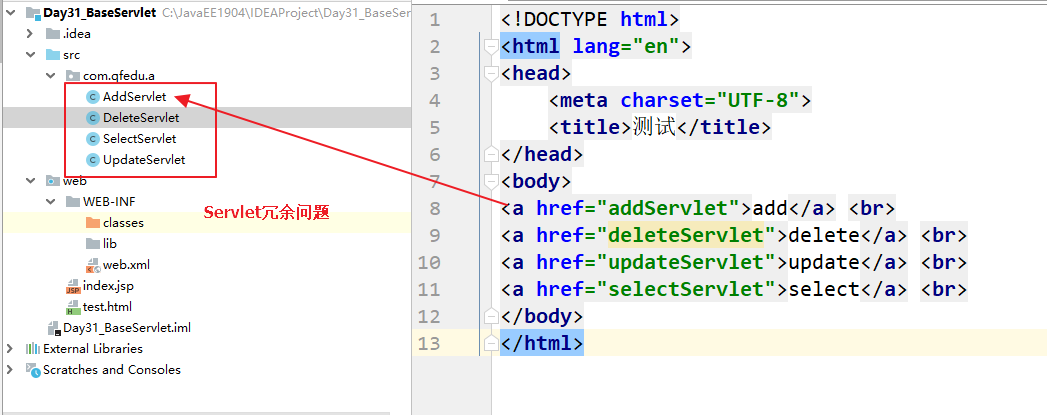 Day31_BaseServlet C:\JavaEE1904\IDEAProject\Day31_BaseServ
.idea
src
com.qfedu.a
AddServlet
DeleteServlet
SelectServlet
UpdateServlet
web
WEB-INF
classes
lib
web.xml
index.jsp
test.html
Day31_BaseServlet.iml
External Libraries
Scratches and Consoles
Servlet冗余问题
1 <!DOCTYPE html>
2 <html lang="en">
3 <head>
4 <meta charset="UTF-8">
5 <title>测试</title>
6 </head>
7 <body>
8 <a href="addServlet">add</a> <br>
9 <a href="deleteServlet">delete</a> <br>
10 <a href="updateServlet">update</a> <br>
11 <a href="selectServlet">select</a> <br>
12 </body>
13 </html>